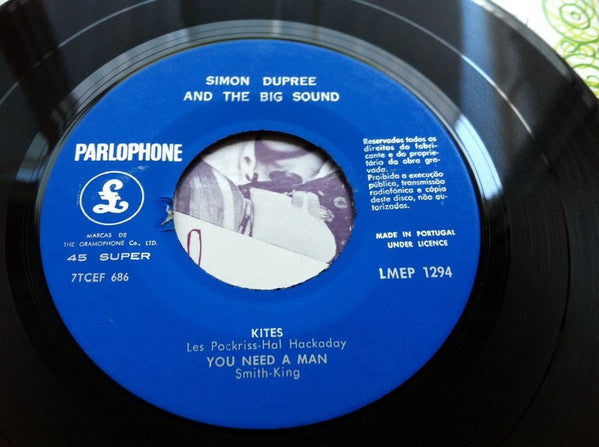 SIMON DUPREE
AND THE BIG SOUND
PARLOPHONE
£
MARCAS DE
THE GRAMOPHONE Co., LTD.
45 SUPER
7TCEF 686
Reservados todos os
direitos do fabri-
cante e do proprie-
tário da obra gra-
vada.
Proibida a execução
pública, transmissão
radiofónica e cópia
deste disco, não au-
torizadas.
MADE IN PORTUGAL
UNDER LICENCE
LMEP 1294
KITES
Les Pockriss-Hal Hackaday
YOU NEED A MAN
Smith-King